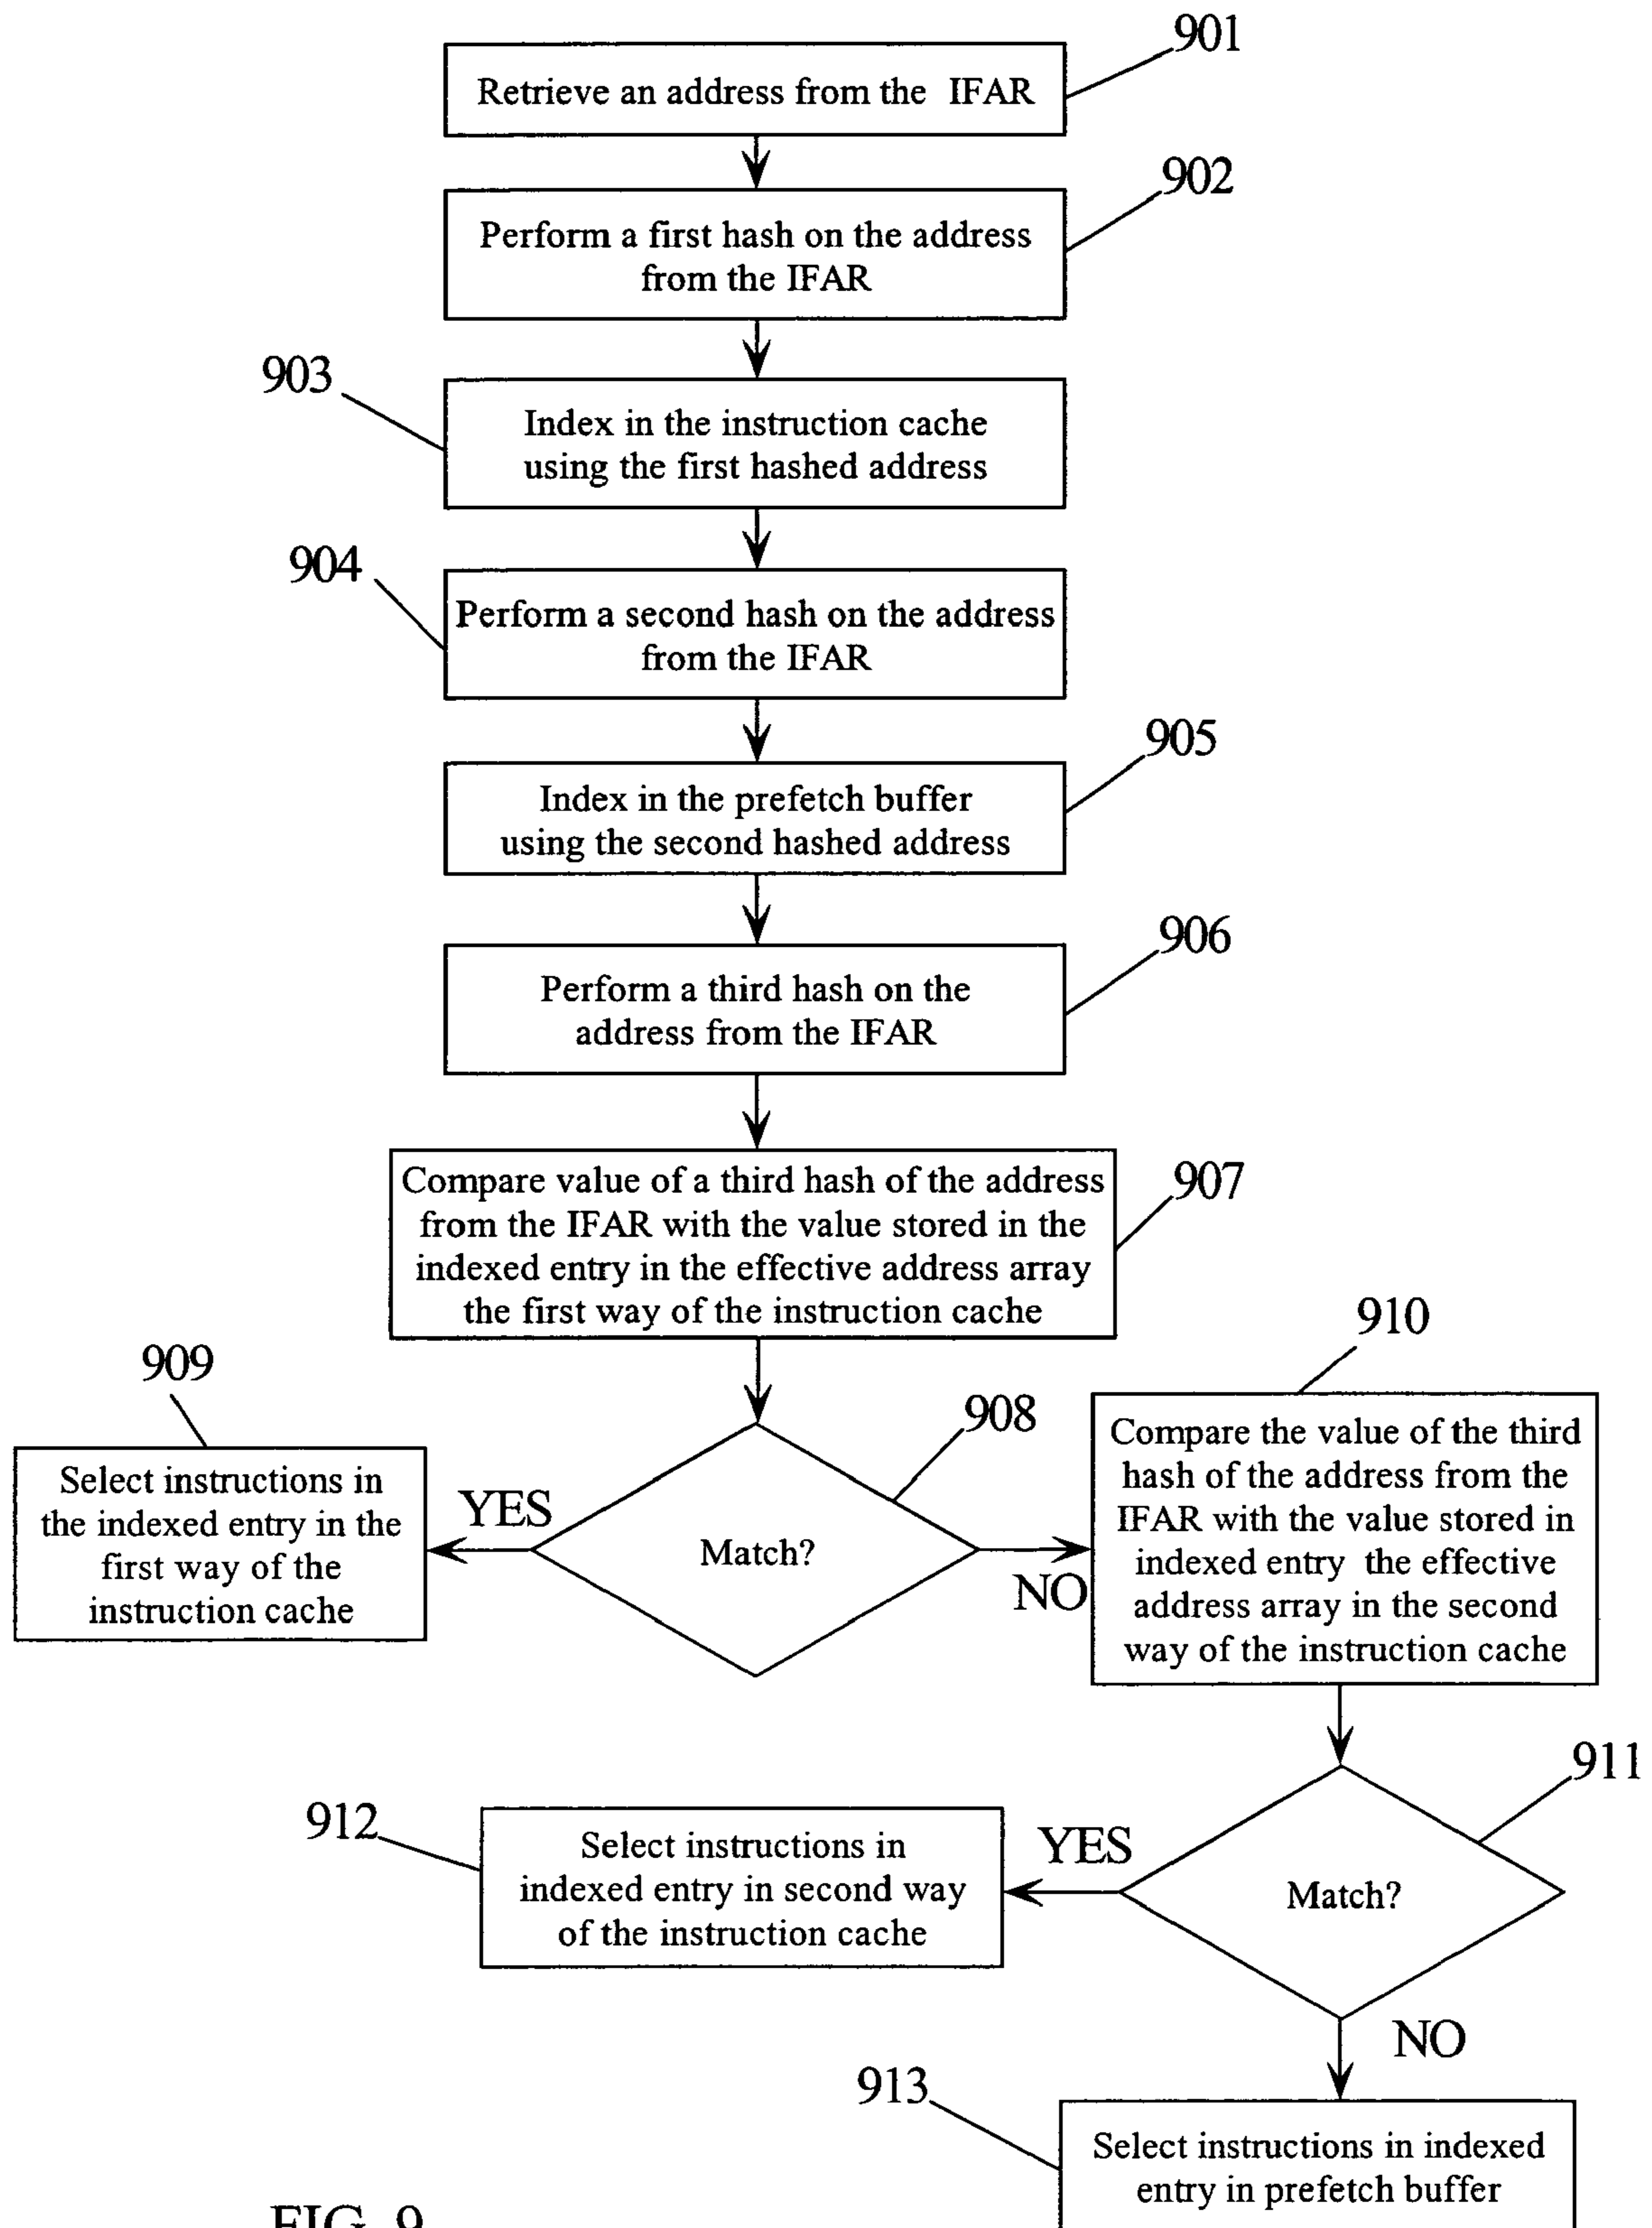 901
Retrieve an address from the IFAR
902
Perform a first hash on the address
from the IFAR
903
Index in the instruction cache
using the first hashed address
904
Perform a second hash on the address
from the IFAR
905
Index in the prefetch buffer
using the second hashed address
906
Perform a third hash on the
address from the IFAR
907
Compare value of a third hash of the address
from the IFAR with the value stored in the
indexed entry in the effective address array
the first way of the instruction cache
908
Match?
YES
NO
909
Select instructions in
the indexed entry in the
first way of the
instruction cache
910
Compare the value of the third
hash of the address from the
IFAR with the value stored in
indexed entry the effective
address array in the second
way of the instruction cache
911
Match?
YES
NO
912
Select instructions in
indexed entry in second way
of the instruction cache
913
Select instructions in indexed
entry in prefetch buffer
FIG. 9